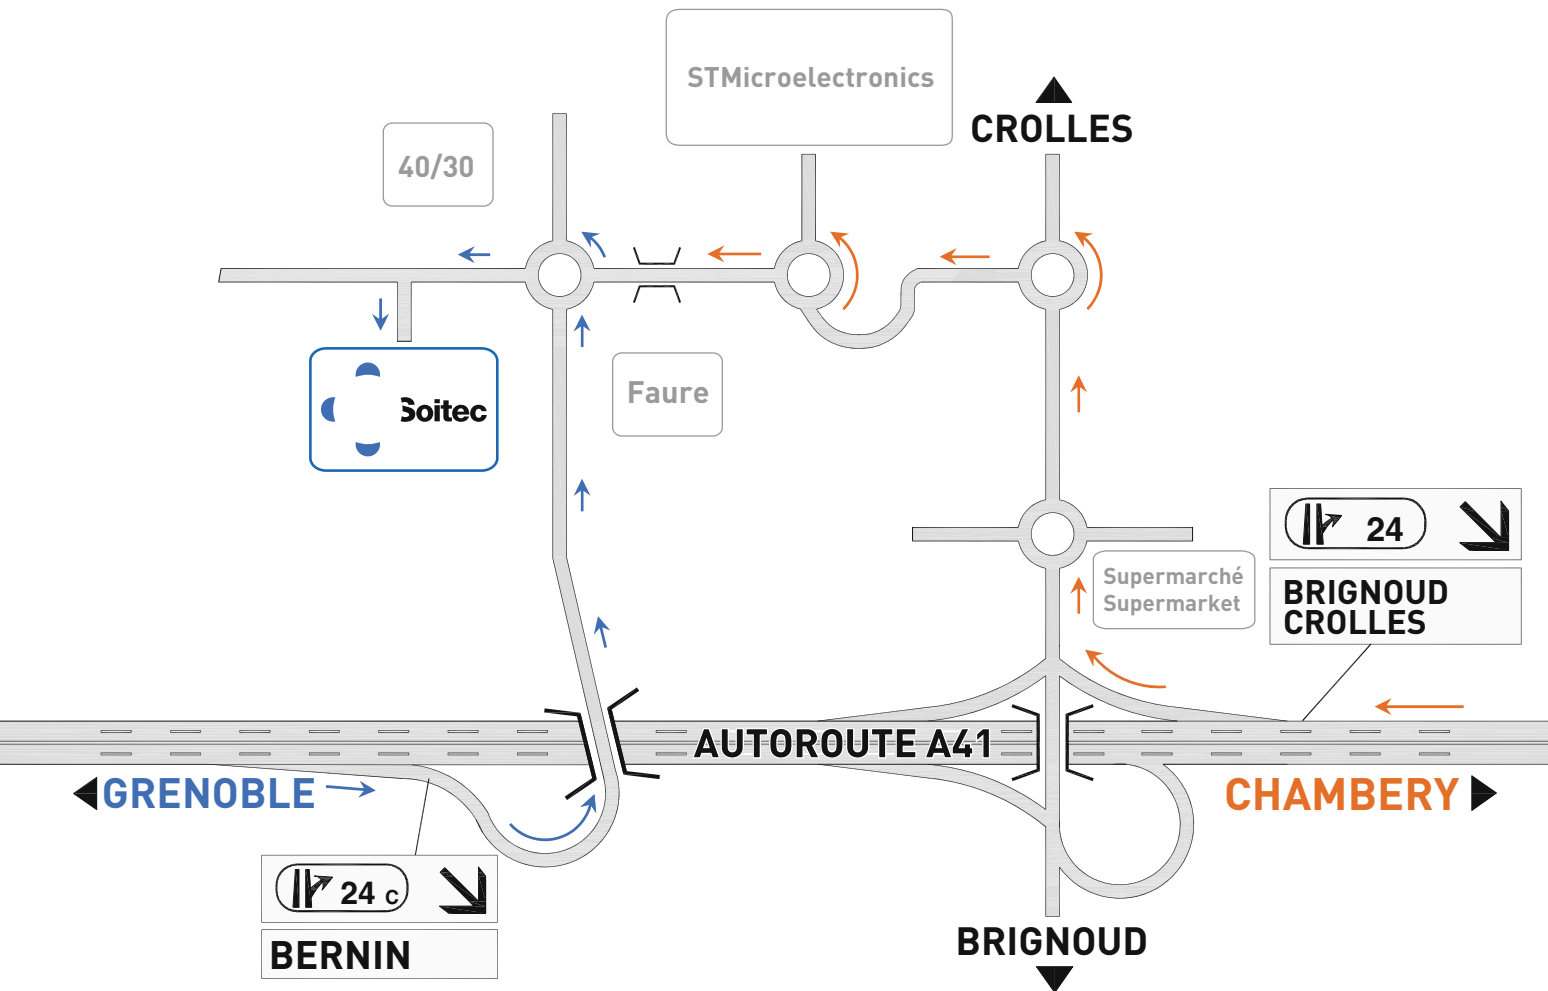 STMicroelectronics
CROLLES
40/30
Soitec
Faure
24
Supermarché
Supermarket
BRIGNOUD
CROLLES
AUTOROUTE A41
GRENOBLE
CHAMBERY
24 c
BERNIN
BRIGNOUD